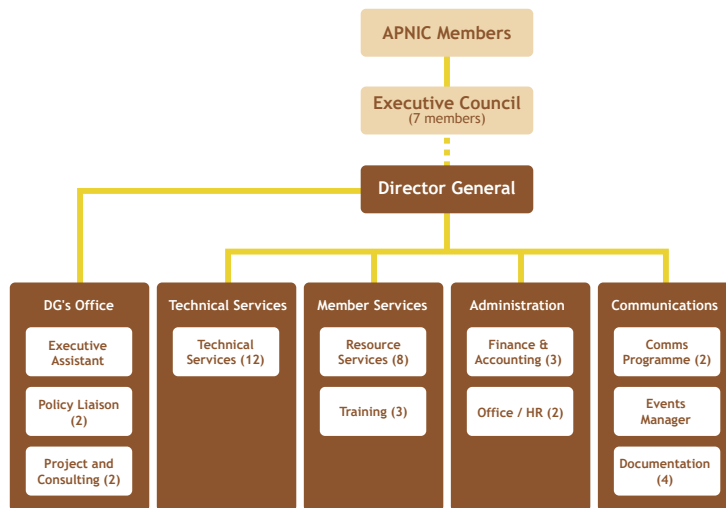 APNIC Members
Executive Council
(7 members)
Director General
DG's Office
Executive
Assistant
Policy Liaison
(2)
Project and
Consulting (2)
Technical Services
Technical
Services (12)
Member Services
Resource
Services (8)
Training (3)
Administration
Finance &
Accounting (3)
Office / HR (2)
Communications
Comms
Programme (2)
Events
Manager
Documentation
(4)